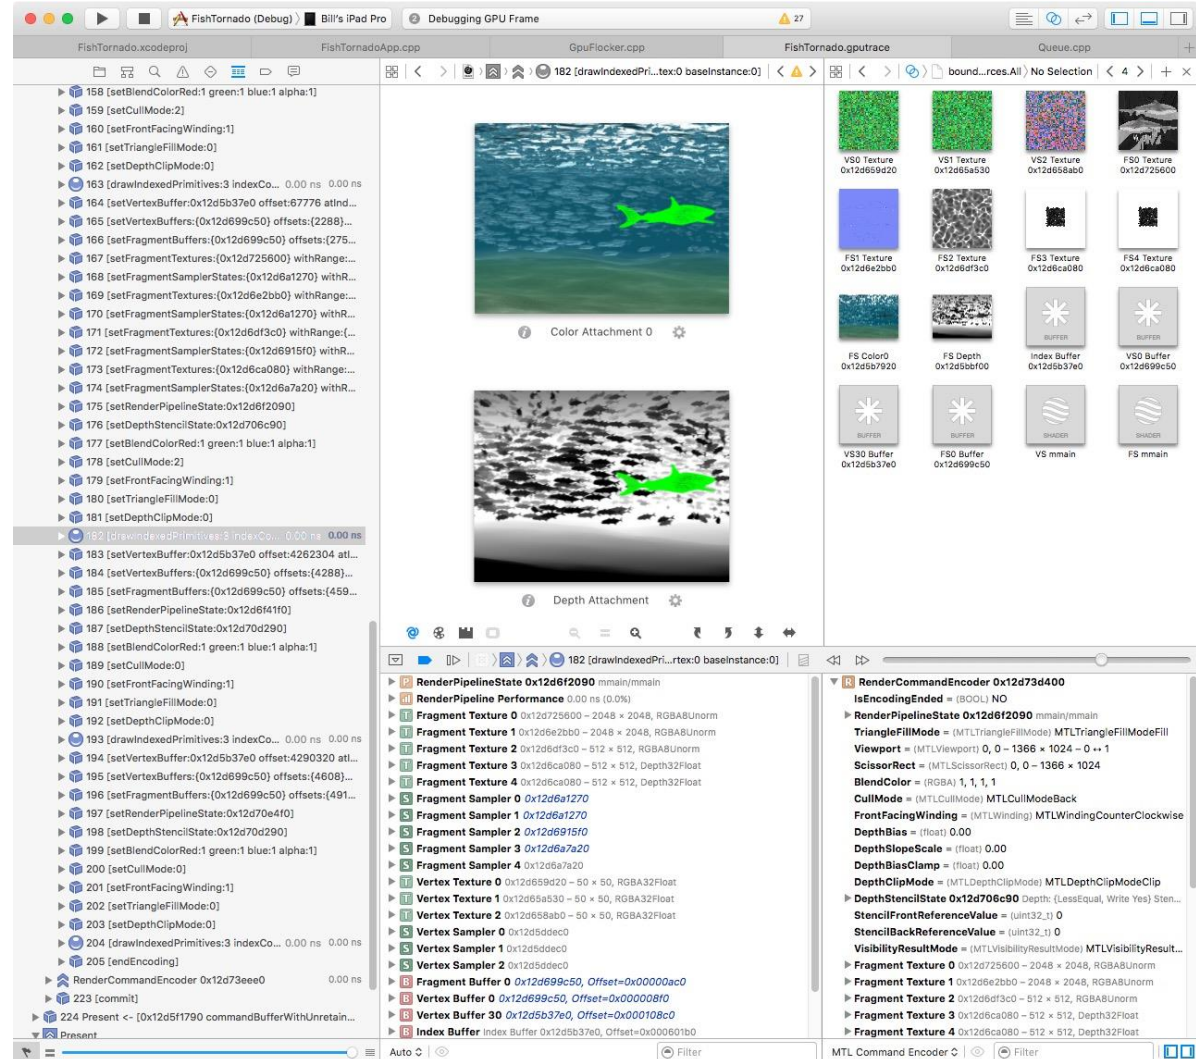 FishTornado (Debug) 〉 Bill's iPad Pro
Debugging GPU Frame
27
FishTornado.xcodeproj
FishTornadoApp.cpp
GpuFlocker.cpp
FishTornado.gputrace
Queue.cpp
182 [drawIndexedPri...tex:0 baseInstance:0]
bound...rces.All 〉 No Selection
4
158 [setBlendColorRed:1 green:1 blue:1 alpha:1]
159 [setCullMode:2]
160 [setFrontFacingWinding:1]
161 [setTriangleFillMode:0]
162 [setDepthClipMode:0]
163 [drawIndexedPrimitives:3 indexCo... 0.00 ns 0.00 ns
164 [setVertexBuffer:0x12d5b37e0 offset:67776 atInd...
165 [setVertexBuffers:{0x12d699c50} offsets:{2288}...
166 [setFragmentBuffers:{0x12d699c50} offsets:{275...
167 [setFragmentTextures:{0x12d725600} withRange:...
168 [setFragmentSamplerStates:{0x12d6a1270} withR...
169 [setFragmentTextures:{0x12d6e2bb0} withRange:...
170 [setFragmentSamplerStates:{0x12d6a1270} withR...
171 [setFragmentTextures:{0x12d6df3c0} withRange:{...
172 [setFragmentSamplerStates:{0x12d6915f0} withR...
173 [setFragmentTextures:{0x12d6ca080} withRange:...
174 [setFragmentSamplerStates:{0x12d6a7a20} withR...
175 [setRenderPipelineState:0x12d6f2090]
176 [setDepthStencilState:0x12d706c90]
177 [setBlendColorRed:1 green:1 blue:1 alpha:1]
178 [setCullMode:2]
179 [setFrontFacingWinding:1]
180 [setTriangleFillMode:0]
181 [setDepthClipMode:0]
182 [drawIndexedPrimitives:3 indexCo... 0.00 ns 0.00 ns
183 [setVertexBuffer:0x12d5b37e0 offset:4262304 atI...
184 [setVertexBuffers:{0x12d699c50} offsets:{4288}...
185 [setFragmentBuffers:{0x12d699c50} offsets:{459...
186 [setRenderPipelineState:0x12d6f41f0]
187 [setDepthStencilState:0x12d70d290]
188 [setBlendColorRed:1 green:1 blue:1 alpha:1]
189 [setCullMode:0]
190 [setFrontFacingWinding:1]
191 [setTriangleFillMode:0]
192 [setDepthClipMode:0]
193 [drawIndexedPrimitives:3 indexCo... 0.00 ns 0.00 ns
194 [setVertexBuffer:0x12d5b37e0 offset:4290320 atI...
195 [setVertexBuffers:{0x12d699c50} offsets:{4608}...
196 [setFragmentBuffers:{0x12d699c50} offsets:{491...
197 [setRenderPipelineState:0x12d70e4f0]
198 [setDepthStencilState:0x12d70d290]
199 [setBlendColorRed:1 green:1 blue:1 alpha:1]
200 [setCullMode:0]
201 [setFrontFacingWinding:1]
202 [setTriangleFillMode:0]
203 [setDepthClipMode:0]
204 [drawIndexedPrimitives:3 indexCo... 0.00 ns 0.00 ns
205 [endEncoding]
RenderCommandEncoder 0x12d73eee0 0.00 ns
223 [commit]
224 Present <- [0x12d5f1790 commandBufferWithUnretain...
Present
Color Attachment 0
Depth Attachment
VS0 Texture
0x12d659d20
VS1 Texture
0x12d65a530
VS2 Texture
0x12d658ab0
FS0 Texture
0x12d725600
FS1 Texture
0x12d6e2bb0
FS2 Texture
0x12d6df3c0
FS3 Texture
0x12d6ca080
FS4 Texture
0x12d6ca080
FS Color0
0x12d5b7920
FS Depth
0x12d5bbf00
BUFFER
Index Buffer
0x12d5b37e0
BUFFER
VS0 Buffer
0x12d699c50
BUFFER
VS30 Buffer
0x12d5b37e0
BUFFER
FS0 Buffer
0x12d699c50
SHADER
VS mmain
SHADER
FS mmain
182 [drawIndexedPri...rtex:0 baseInstance:0]
RenderPipelineState 0x12d6f2090 mmain/mmain
RenderPipeline Performance 0.00 ns (0.0%)
Fragment Texture 0 0x12d725600 – 2048 × 2048, RGBA8Unorm
Fragment Texture 1 0x12d6e2bb0 – 2048 × 2048, RGBA8Unorm
Fragment Texture 2 0x12d6df3c0 – 512 × 512, RGBA8Unorm
Fragment Texture 3 0x12d6ca080 – 512 × 512, Depth32Float
Fragment Texture 4 0x12d6ca080 – 512 × 512, Depth32Float
Fragment Sampler 0 0x12d6a1270
Fragment Sampler 1 0x12d6a1270
Fragment Sampler 2 0x12d6915f0
Fragment Sampler 3 0x12d6a7a20
Fragment Sampler 4 0x12d6a7a20
Vertex Texture 0 0x12d659d20 – 50 × 50, RGBA32Float
Vertex Texture 1 0x12d65a530 – 50 × 50, RGBA32Float
Vertex Texture 2 0x12d658ab0 – 50 × 50, RGBA32Float
Vertex Sampler 0 0x12d5ddec0
Vertex Sampler 1 0x12d5ddec0
Vertex Sampler 2 0x12d5ddec0
Fragment Buffer 0 0x12d699c50, Offset=0x00000ac0
Vertex Buffer 0 0x12d699c50, Offset=0x000008f0
Vertex Buffer 30 0x12d5b37e0, Offset=0x000108c0
Index Buffer Index Buffer 0x12d5b37e0, Offset=0x000601b0
Auto
Filter
RenderCommandEncoder 0x12d73d400
IsEncodingEnded = (BOOL) NO
RenderPipelineState 0x12d6f2090 mmain/mmain
TriangleFillMode = (MTLTriangleFillMode) MTLTriangleFillModeFill
Viewport = (MTLViewport) 0, 0 – 1366 × 1024 – 0 ↔ 1
ScissorRect = (MTLScissorRect) 0, 0 – 1366 × 1024
BlendColor = (RGBA) 1, 1, 1, 1
CullMode = (MTLCullMode) MTLCullModeBack
FrontFacingWinding = (MTLWinding) MTLWindingCounterClockwise
DepthBias = (float) 0.00
DepthSlopeScale = (float) 0.00
DepthBiasClamp = (float) 0.00
DepthClipMode = (MTLDepthClipMode) MTLDepthClipModeClip
DepthStencilState 0x12d706c90 Depth: {LessEqual, Write Yes} Sten...
StencilFrontReferenceValue = (uint32_t) 0
StencilBackReferenceValue = (uint32_t) 0
VisibilityResultMode = (MTLVisibilityResultMode) MTLVisibilityResult...
Fragment Texture 0 0x12d725600 – 2048 × 2048, RGBA8Unorm
Fragment Texture 1 0x12d6e2bb0 – 2048 × 2048, RGBA8Unorm
Fragment Texture 2 0x12d6df3c0 – 512 × 512, RGBA8Unorm
Fragment Texture 3 0x12d6ca080 – 512 × 512, Depth32Float
Fragment Texture 4 0x12d6ca080 – 512 × 512, Depth32Float
MTL Command Encoder
Filter